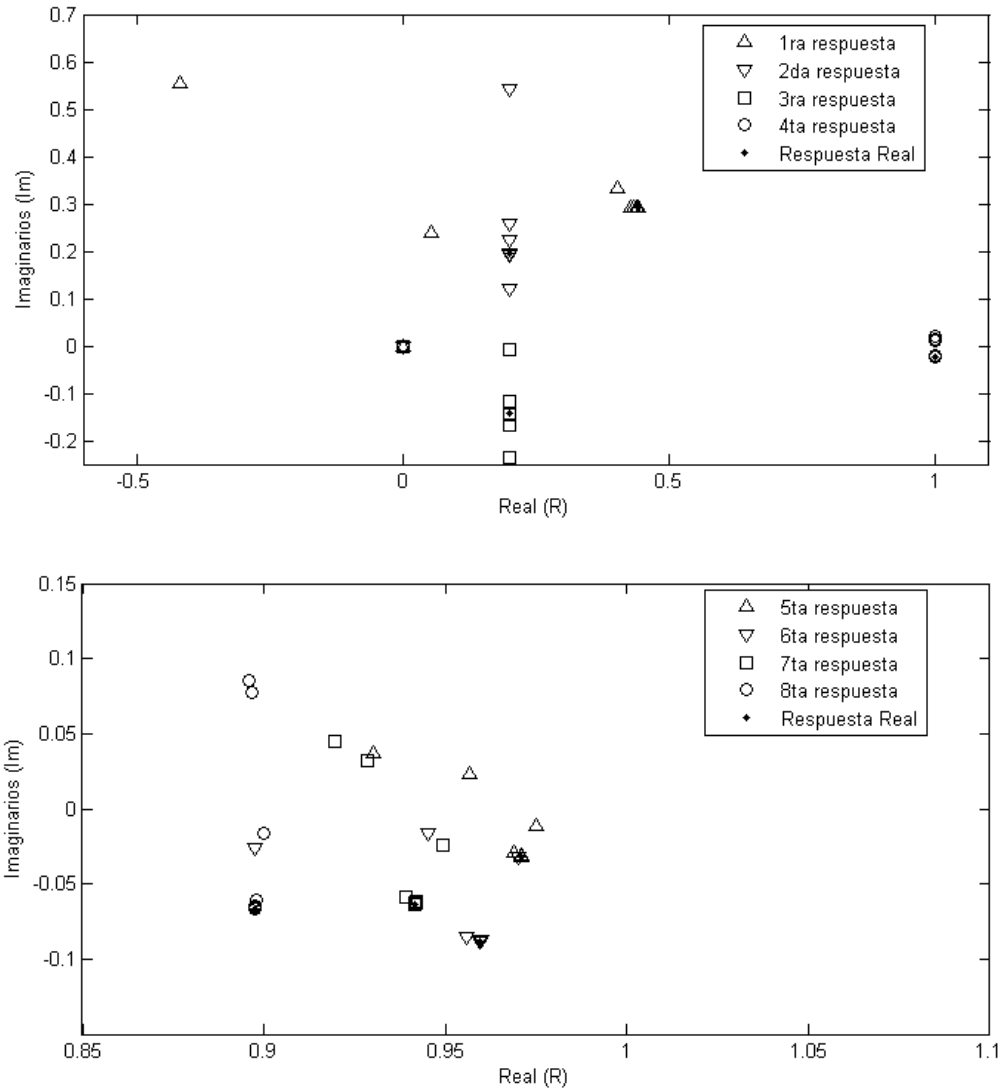 0.7
0.6
0.5
0.4
0.3
0.2
0.1
0
-0.1
-0.2
Imaginarios (Im)
-0.5
0
0.5
1
Real (R)
1ra respuesta
2da respuesta
3ra respuesta
4ta respuesta
Respuesta Real
0.15
0.1
0.05
0
-0.05
-0.1
Imaginarios (Im)
0.85
0.9
0.95
1
1.05
1.1
Real (R)
5ta respuesta
6ta respuesta
7ta respuesta
8ta respuesta
Respuesta Real